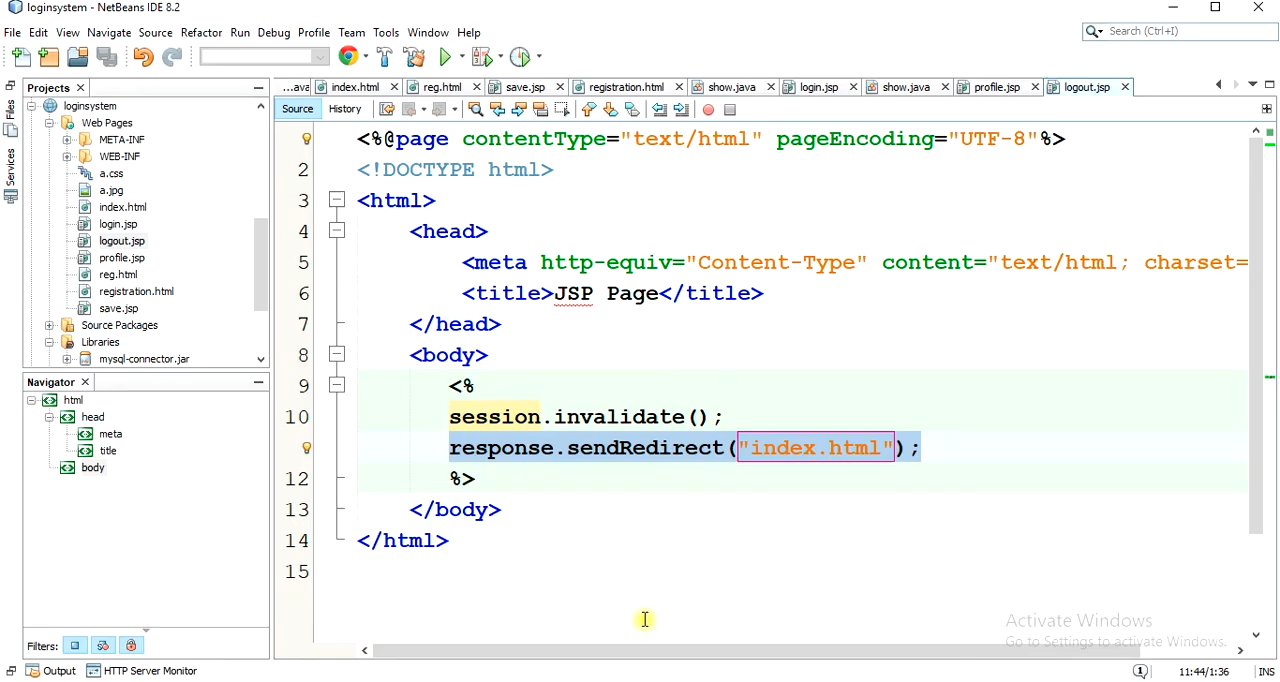 loginsystem - NetBeans IDE 8.2
File Edit View Navigate Source Refactor Run Debug Profile Team Tools Window Help
Search (Ctrl+I)
Projects
...ava index.html reg.html save.jsp registration.html show.java login.jsp show.java profile.jsp logout.jsp
Source History
Files
Services
loginsystem
Web Pages
META-INF
WEB-INF
a.css
a.jpg
index.html
login.jsp
logout.jsp
profile.jsp
reg.html
registration.html
save.jsp
Source Packages
Libraries
mysql-connector.jar
Navigator
html
head
meta
title
body
Filters:
<%@page contentType="text/html" pageEncoding="UTF-8"%>
2 <!DOCTYPE html>
3 <html>
4 <head>
5 <meta http-equiv="Content-Type" content="text/html; charset=
6 <title>JSP Page</title>
7 </head>
8 <body>
9 <%
10 session.invalidate();
response.sendRedirect("index.html");
12 %>
13 </body>
14 </html>
15
Activate Windows
Go to Settings to activate Windows.
Output HTTP Server Monitor
1 11:44/1:36 INS